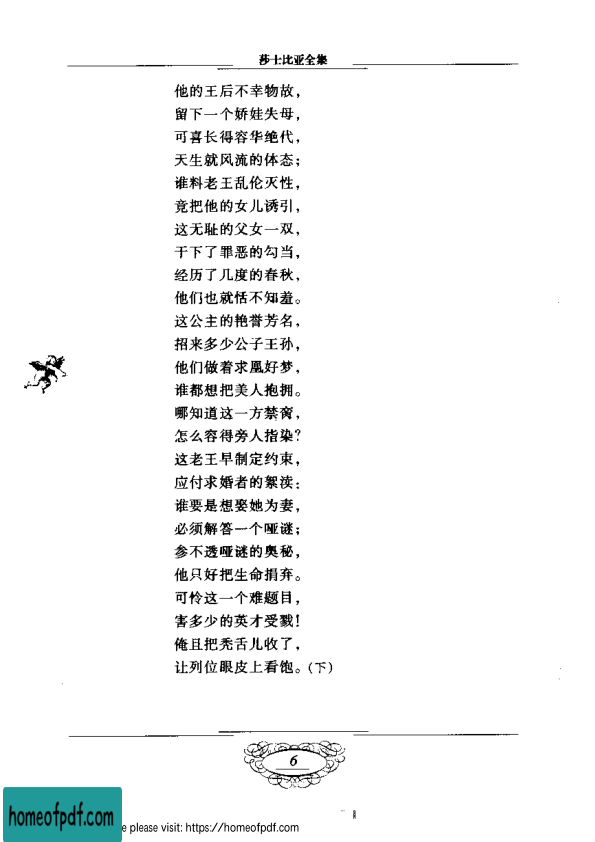 莎士比亚全集
他的王后不幸物故，
留下一个娇娃失母，
可喜长得容华绝代，
天生就风流的体态；
谁料老王乱伦灭性，
竟把他的女儿诱引，
这无耻的父女一双，
干下了罪恶的勾当，
经历了几度的春秋，
他们也就恬不知羞。
这公主的艳誉芳名，
招来多少公子王孙，
他们做着求凰好梦，
谁都想把美人抱拥。
哪知道这一方禁脔，
怎么容得旁人指染？
这老王早制定约束，
应付求婚者的絮渎：
谁要是想娶她为妻，
必须解答一个哑谜；
参不透哑谜的奥秘，
他只好把生命捐弃。
可怜这一个难题目，
害多少的英才受戮！
俺且把秃舌儿收了，
让列位眼皮上看饱。（下）
6
homeofpdf.com
e please visit: https://homeofpdf.com